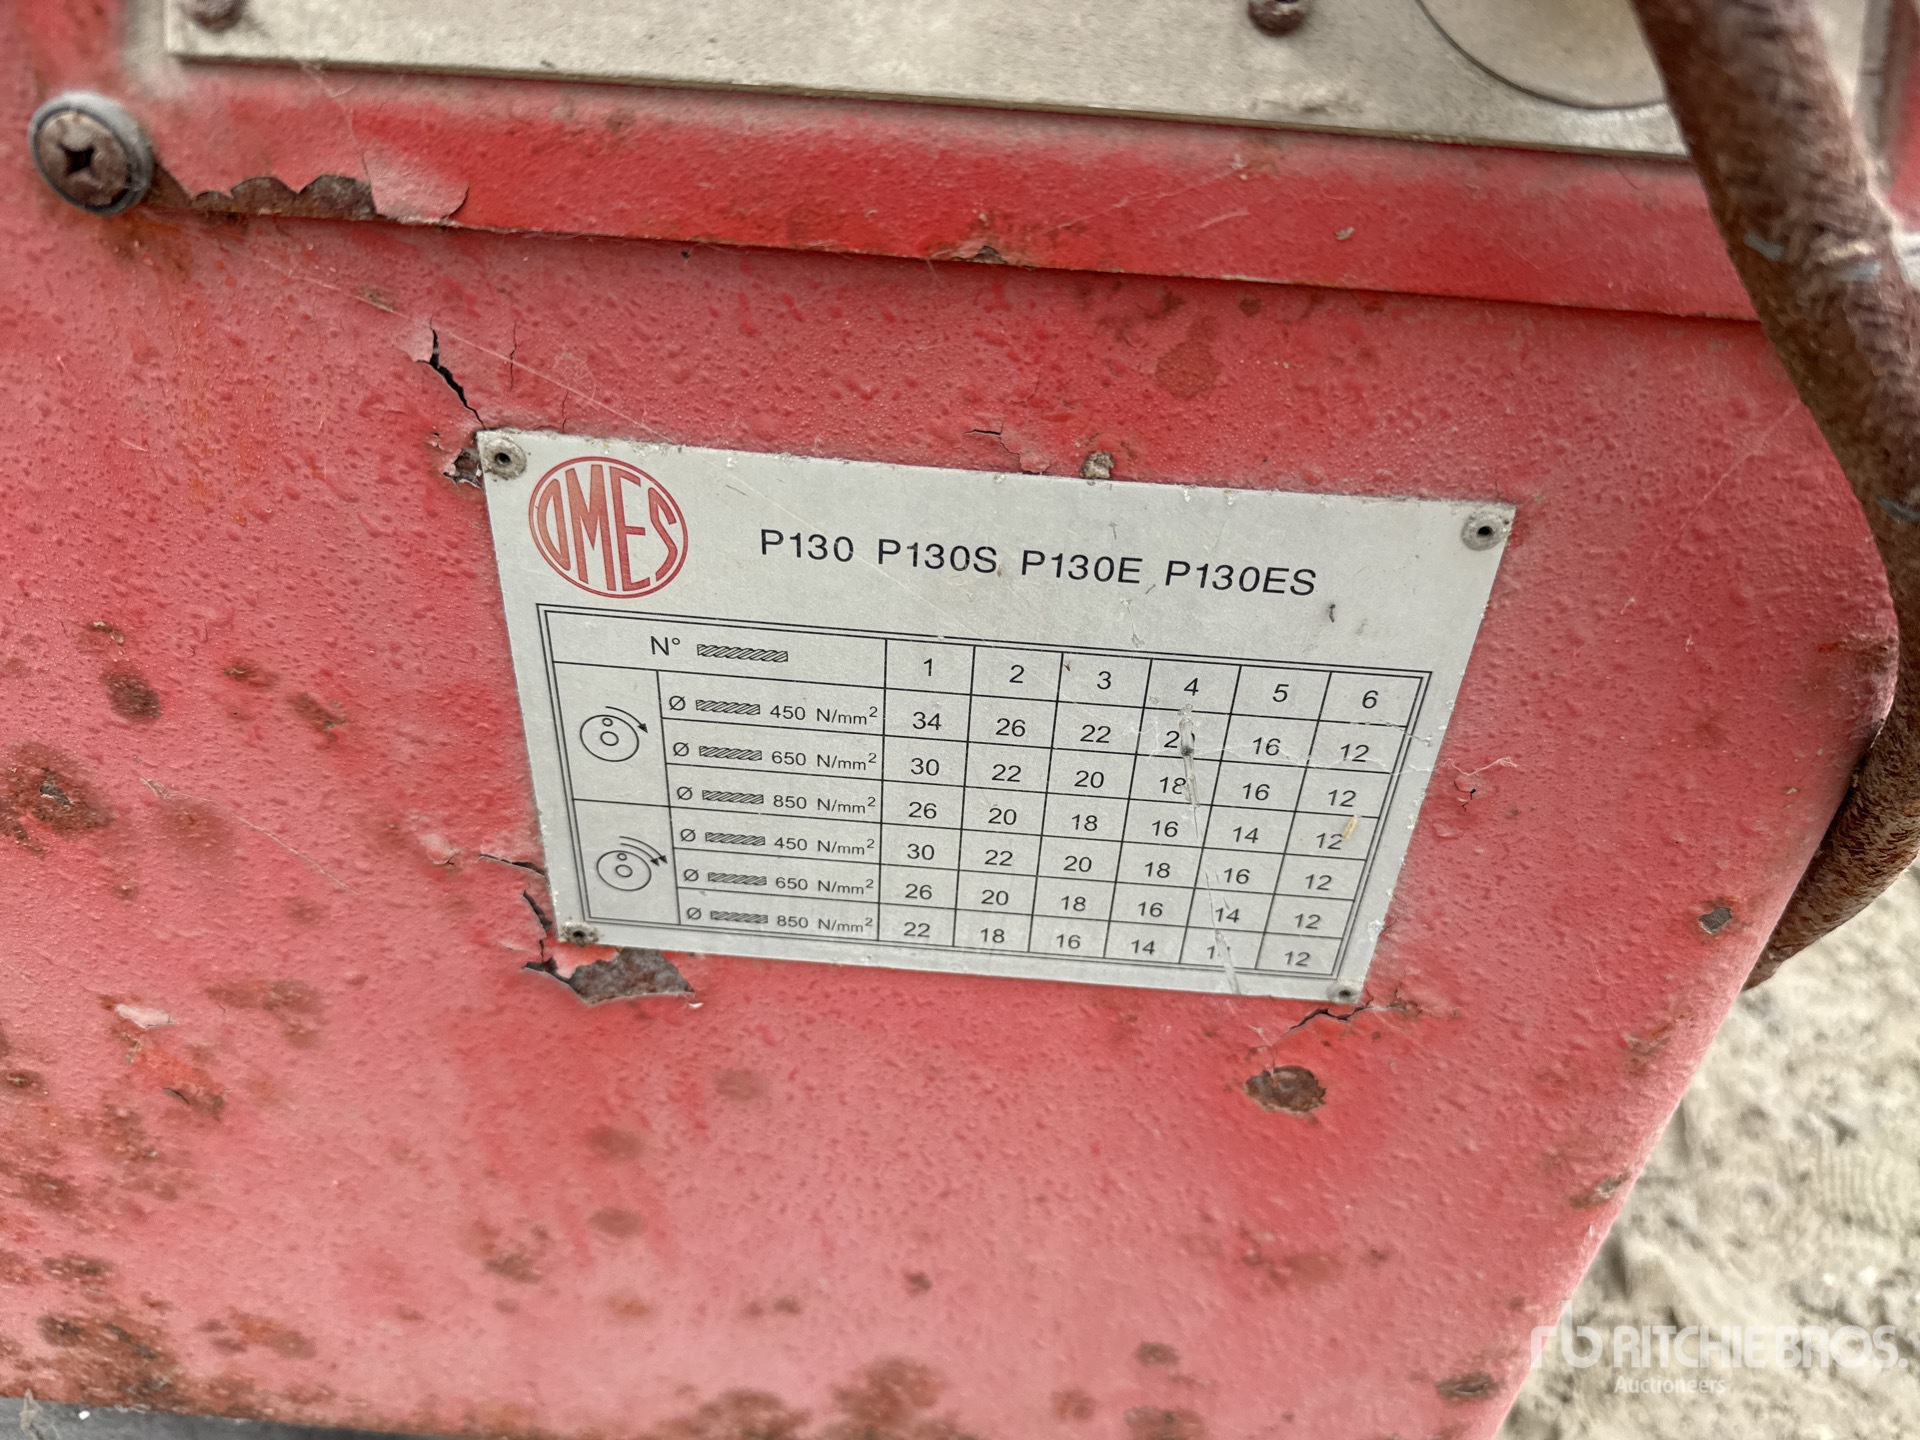 OMES
P130 P130S P130E P130ES
N° 1 2 3 4 5 6
Ø 450 N/mm² 34 26 22 20 16 12
Ø 650 N/mm² 30 22 20 18 16 12
Ø 850 N/mm² 26 20 18 16 14 12
Ø 450 N/mm² 30 22 20 18 16 12
Ø 650 N/mm² 26 20 18 16 14 12
Ø 850 N/mm² 22 18 16 14 12
rb RITCHIE BROS.
Auctioneers